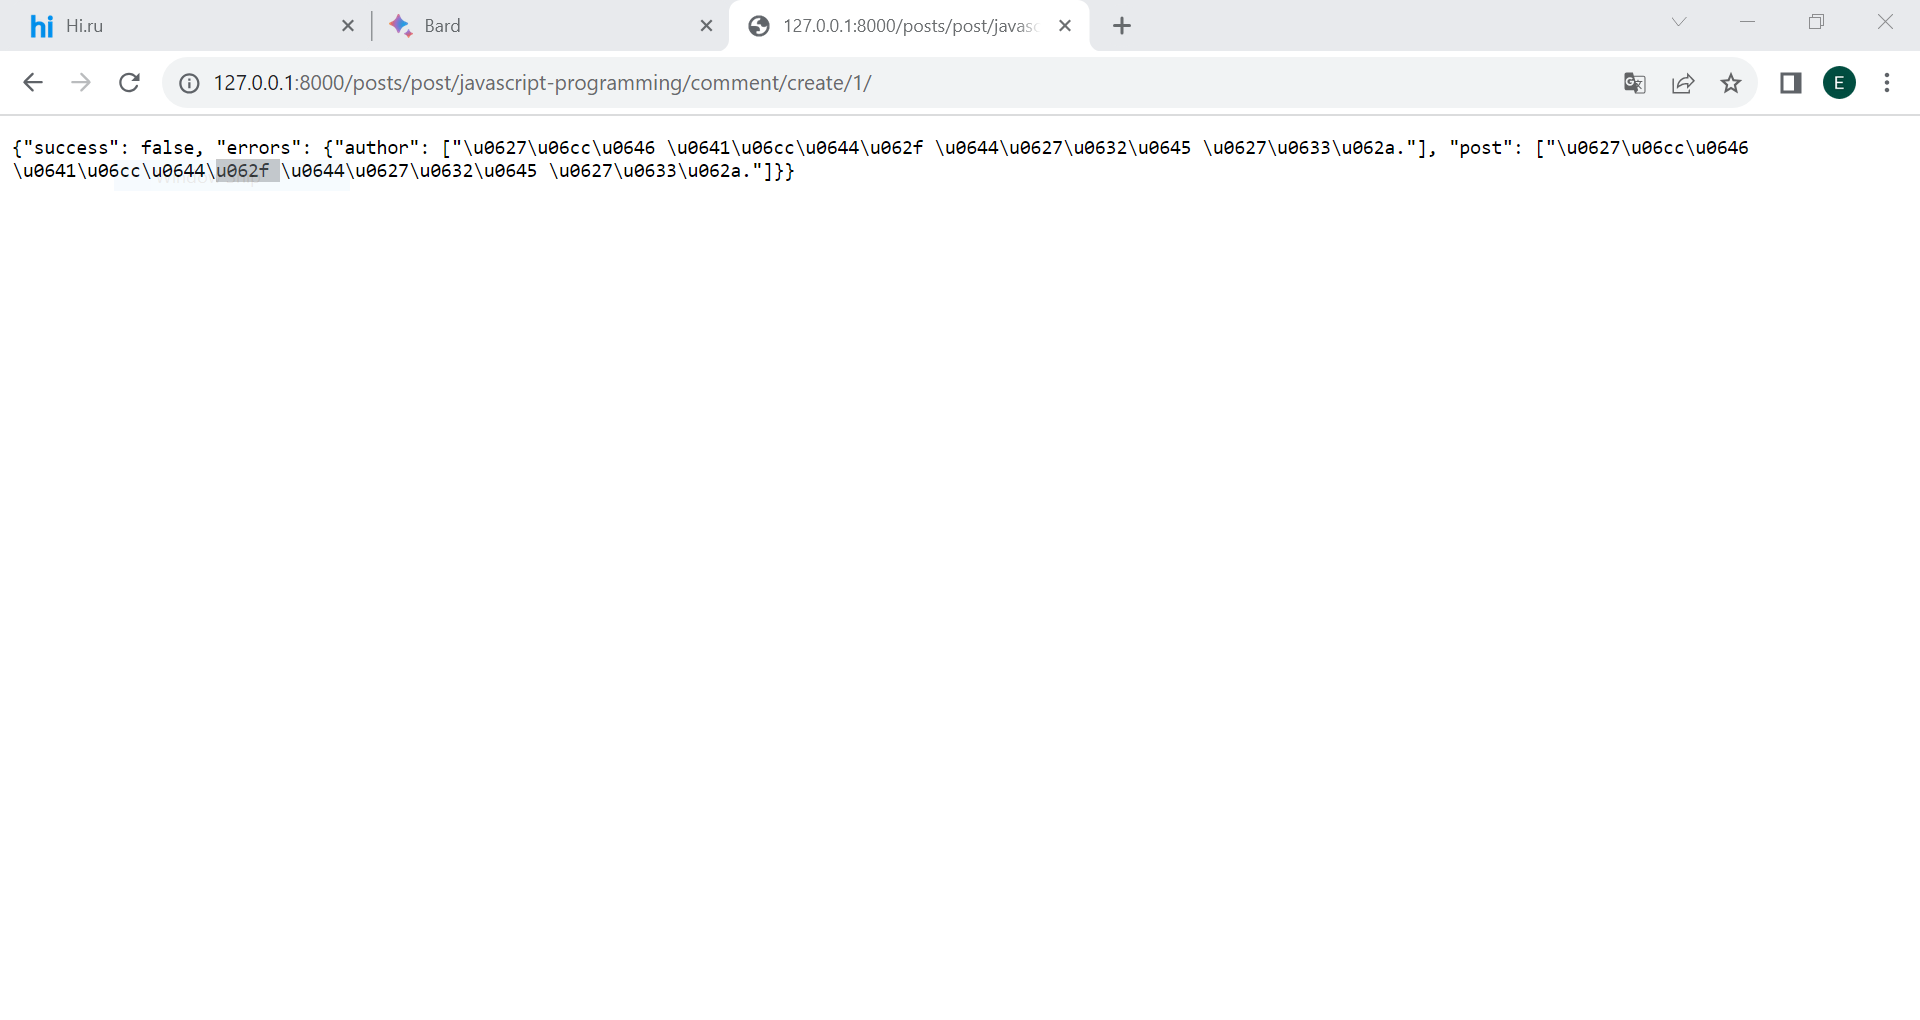 hi Hi.ru
Bard
127.0.0.1:8000/posts/post/javasc
127.0.0.1:8000/posts/post/javascript-programming/comment/create/1/
E
{"success": false, "errors": {"author": ["\u0627\u06cc\u0646 \u0641\u06cc\u0644\u062f \u0644\u0627\u0632\u0645 \u0627\u0633\u062a."], "post": ["\u0627\u06cc\u0646
\u0641\u06cc\u0644\u062f \u0644\u0627\u0632\u0645 \u0627\u0633\u062a."]}}